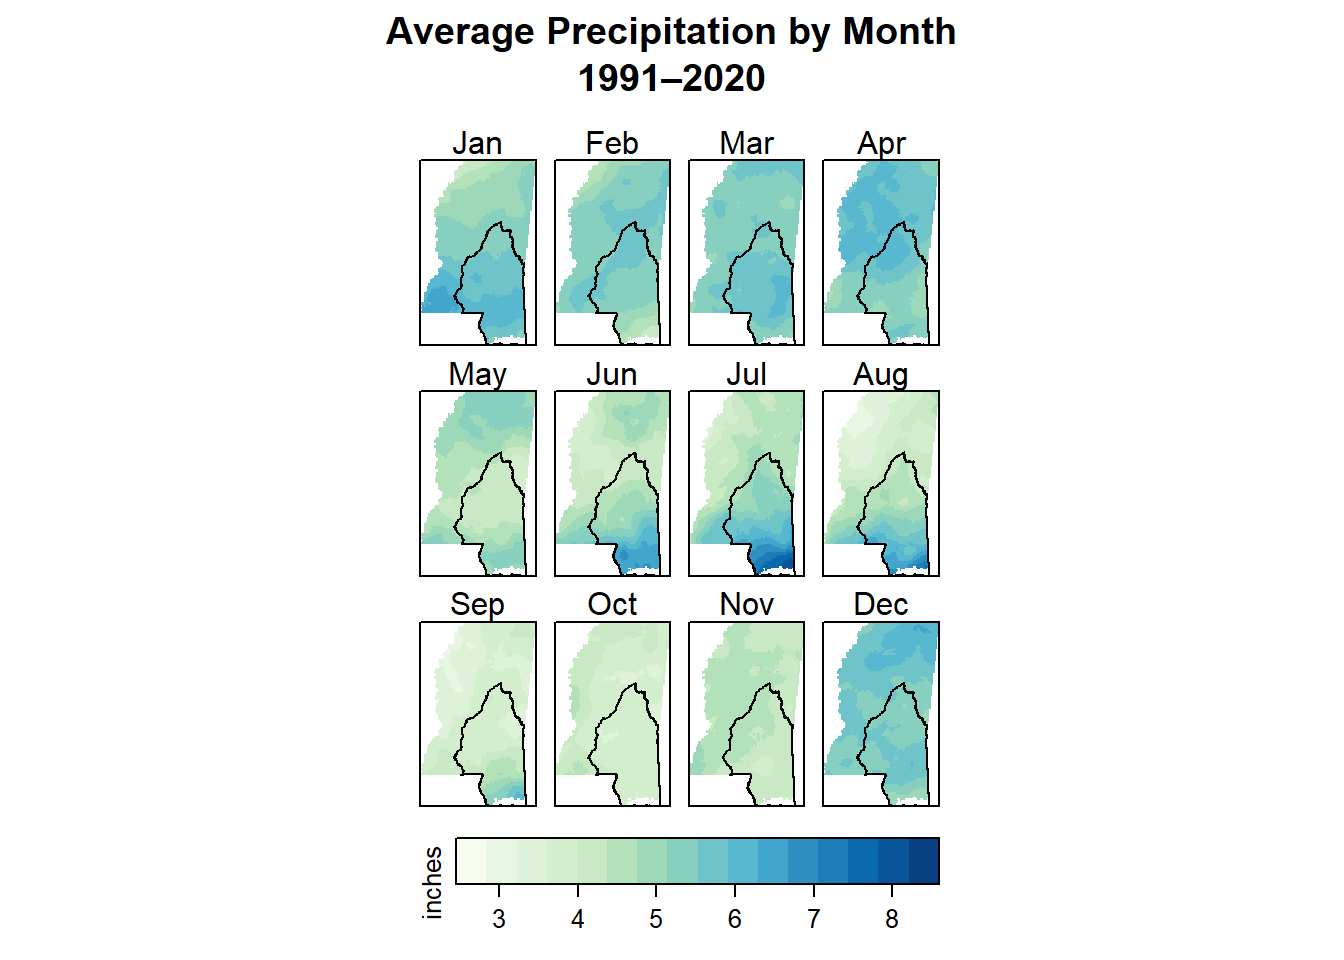 Average Precipitation by Month
1991–2020
Jan Feb Mar Apr
May Jun Jul Aug
Sep Oct Nov Dec
inches
3 4 5 6 7 8